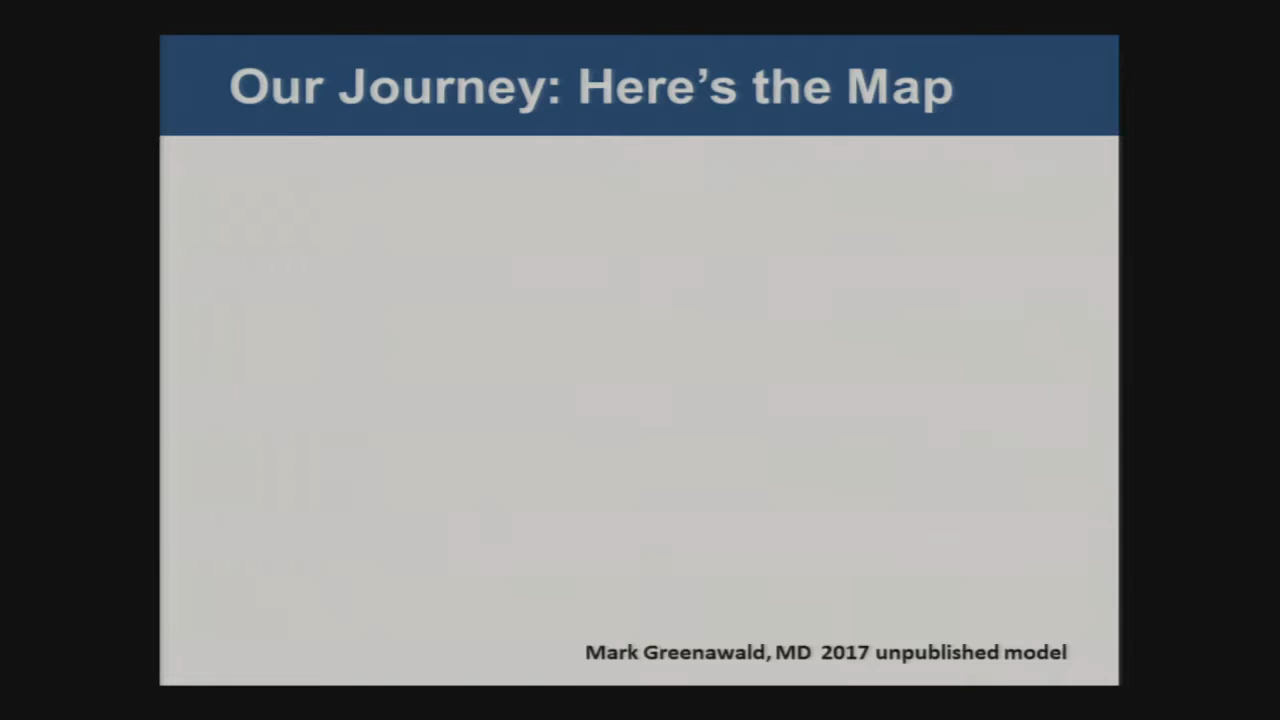 Our Journey: Here's the Map
Mark Greenawald, MD 2017 unpublished model